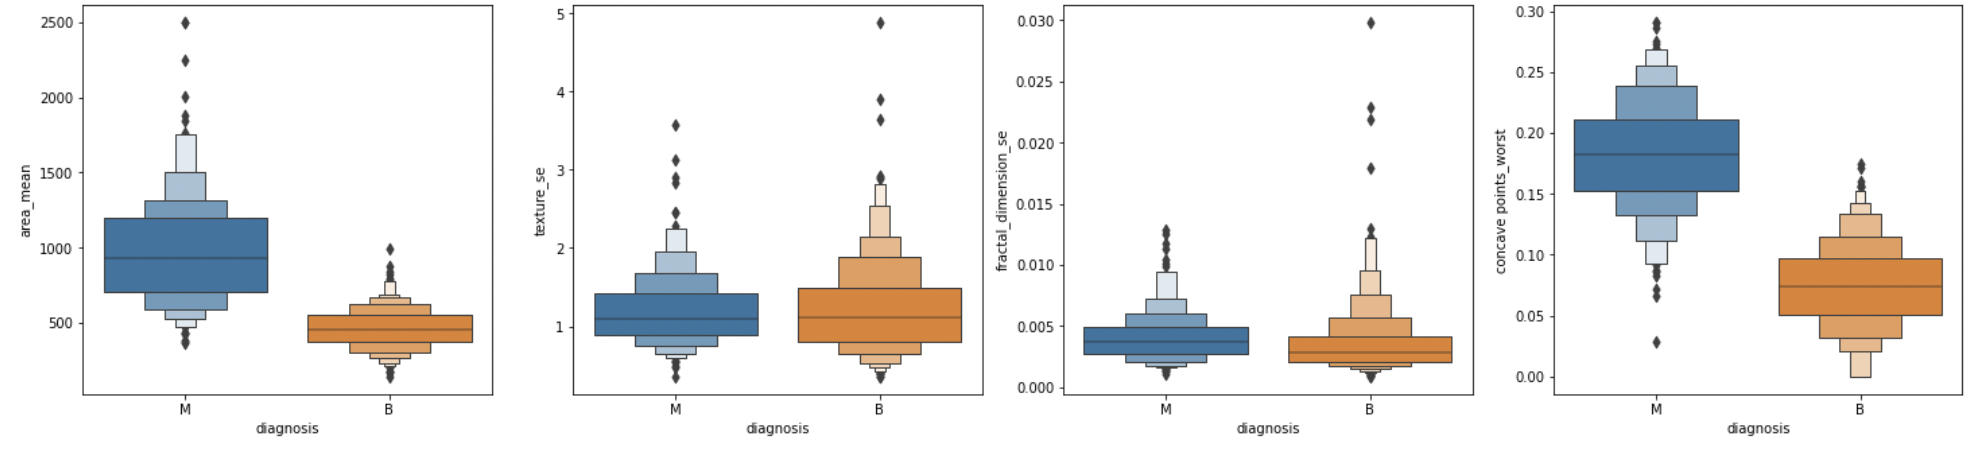 area_mean
2500
2000
1500
1000
500
M B
diagnosis
texture_se
5
4
3
2
1
M B
diagnosis
fractal_dimension_se
0.030
0.025
0.020
0.015
0.010
0.005
0.000
M B
diagnosis
concave points_worst
0.30
0.25
0.20
0.15
0.10
0.05
0.00
M B
diagnosis